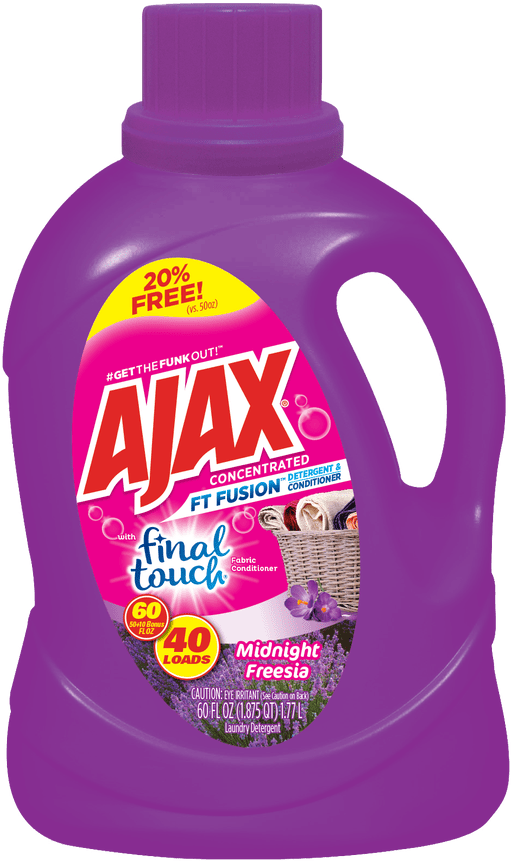 20%
FREE!
(vs. 50oz)
#GETTHEFUNKOUT!™
AJAX®
CONCENTRATED
FT FUSION™ DETERGENT &
CONDITIONER
with
final
touch®
Fabric
Conditioner
60
50+10 Bonus
FL OZ
40
LOADS
Midnight
Freesia
CAUTION: EYE IRRITANT (See Caution on Back)
60 FL OZ (1.875 QT) 1.77 L
Laundry Detergent